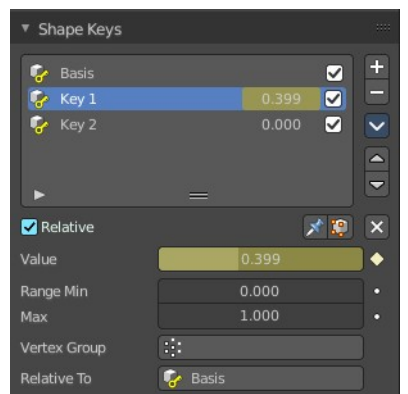 Shape Keys
Basis
Key 1 0.399
Key 2 0.000
Relative
Value 0.399
Range Min 0.000
Max 1.000
Vertex Group
Relative To Basis